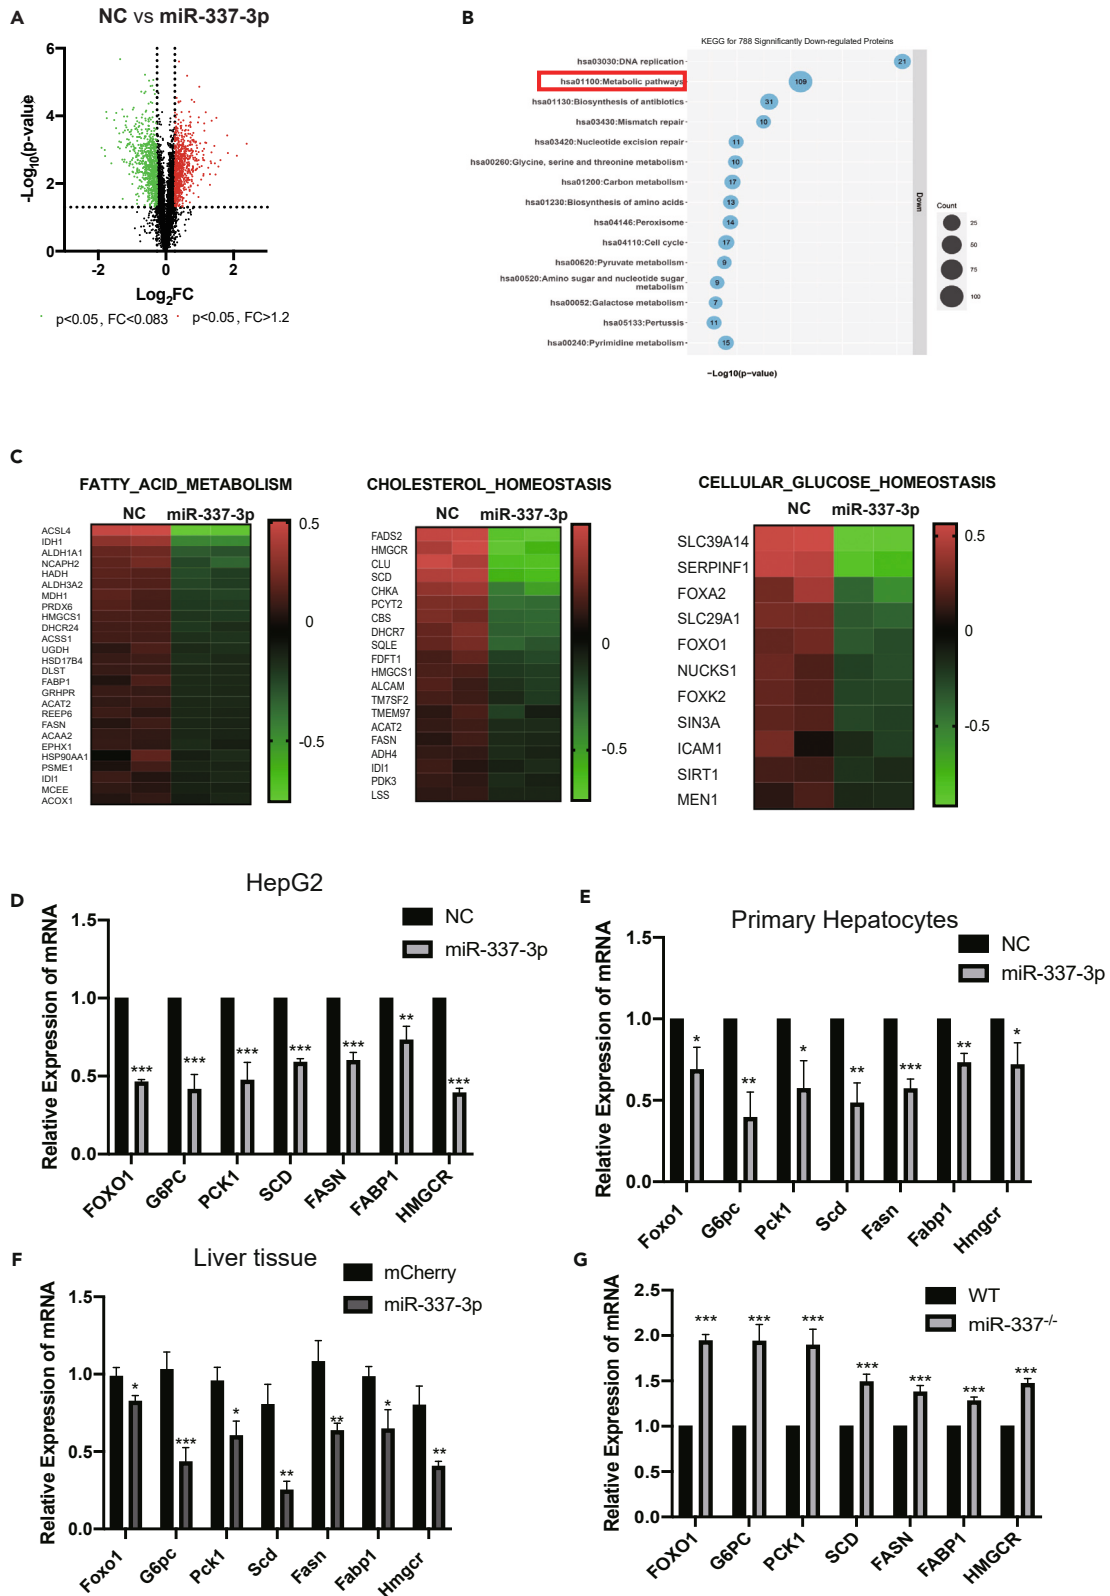 A
NC vs miR-337-3p
6
4
2
0
-Log10(p-value)
-2
0
2
Log2FC
p<0.05, FC<0.083
p<0.05, FC>1.2
B
KEGG for 788 Signnificantly Down-regulated Proteins
hsa03030:DNA replication
21
hsa01100:Metabolic pathways
109
hsa01130:Biosynthesis of antibiotics
31
hsa03430:Mismatch repair
10
hsa03420:Nucleotide excision repair
11
hsa00260:Glycine, serine and threonine metabolism
10
hsa01200:Carbon metabolism
17
hsa01230:Biosynthesis of amino acids
13
hsa04146:Peroxisome
14
hsa04110:Cell cycle
17
hsa00620:Pyruvate metabolism
9
hsa00520:Amino sugar and nucleotide sugar
metabolism
9
hsa00052:Galactose metabolism
7
hsa05133:Pertussis
11
hsa00240:Pyrimidine metabolism
15
−Log10(p−value)
Down
Count
25
50
75
100
C
FATTY_ACID_METABOLISM
NC
miR-337-3p
ACSL4
IDH1
ALDH1A1
NCAPH2
HADH
ALDH3A2
MDH1
PRDX6
HMGCS1
DHCR24
ACSS1
UGDH
HSD17B4
DLST
FABP1
GRHPR
ACAT2
REEP6
FASN
ACAA2
EPHX1
HSP90AA1
PSME1
IDI1
MCEE
ACOX1
0.5
0
-0.5
CHOLESTEROL_HOMEOSTASIS
NC
miR-337-3p
FADS2
HMGCR
CLU
SCD
CHKA
PCYT2
CBS
DHCR7
SQLE
FDFT1
HMGCS1
ALCAM
TM7SF2
TMEM97
ACAT2
FASN
ADH4
IDI1
PDK3
LSS
0
-0.5
CELLULAR_GLUCOSE_HOMEOSTASIS
NC
miR-337-3p
SLC39A14
SERPINF1
FOXA2
SLC29A1
FOXO1
NUCKS1
FOXK2
SIN3A
ICAM1
SIRT1
MEN1
0.5
0
-0.5
D
HepG2
NC
miR-337-3p
Relative Expression of mRNA
1.5
1.0
0.5
0.0
*** *** *** *** *** ** ***
FOXO1
G6PC
PCK1
SCD
FASN
FABP1
HMGCR
E
Primary Hepatocytes
NC
miR-337-3p
Relative Expression of mRNA
1.5
1.0
0.5
0.0
* ** * ** *** ** *
Foxo1
G6pc
Pck1
Scd
Fasn
Fabp1
Hmgcr
F
Liver tissue
mCherry
miR-337-3p
Relative Expression of mRNA
1.5
1.0
0.5
0.0
* *** * ** ** * **
Foxo1
G6pc
Pck1
Scd
Fasn
Fabp1
Hmgcr
G
WT
miR-337-/-
Relative Expression of mRNA
2.5
2.0
1.5
1.0
0.5
0.0
*** *** *** *** *** *** ***
FOXO1
G6PC
PCK1
SCD
FASN
FABP1
HMGCR